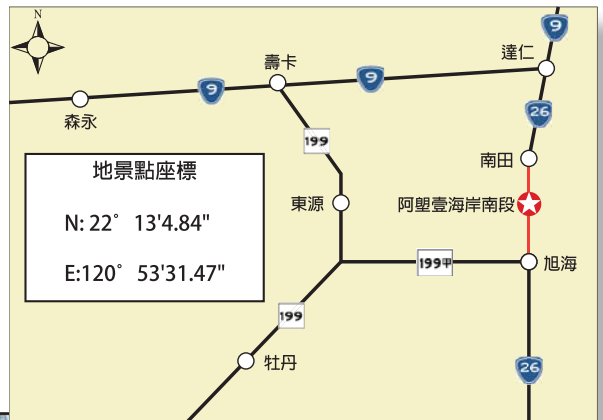 N
9
達仁
壽卡
9
9
森永
26
199
南田
地景點座標
N: 22° 13'4.84"
E:120° 53'31.47"
東源
阿塱壹海岸南段
199甲
旭海
199
牡丹
26